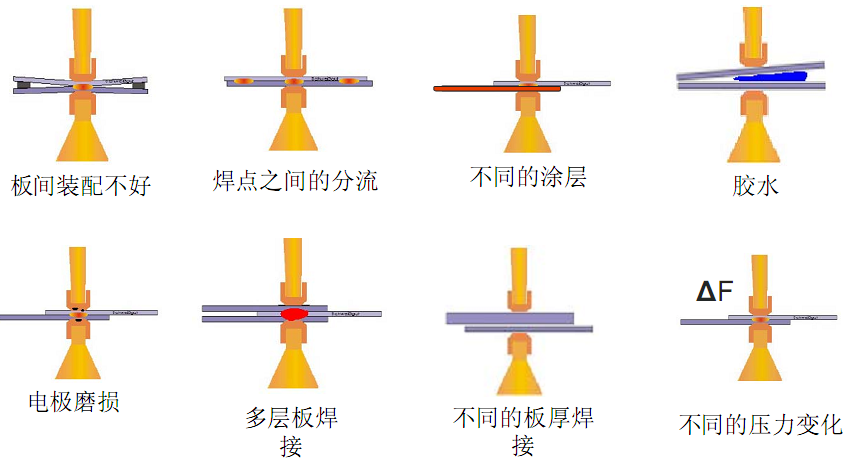 板间装配不好
焊点之间的分流
不同的涂层
胶水
电极磨损
多层板焊
接
不同的板厚焊
接
ΔF
不同的压力变化